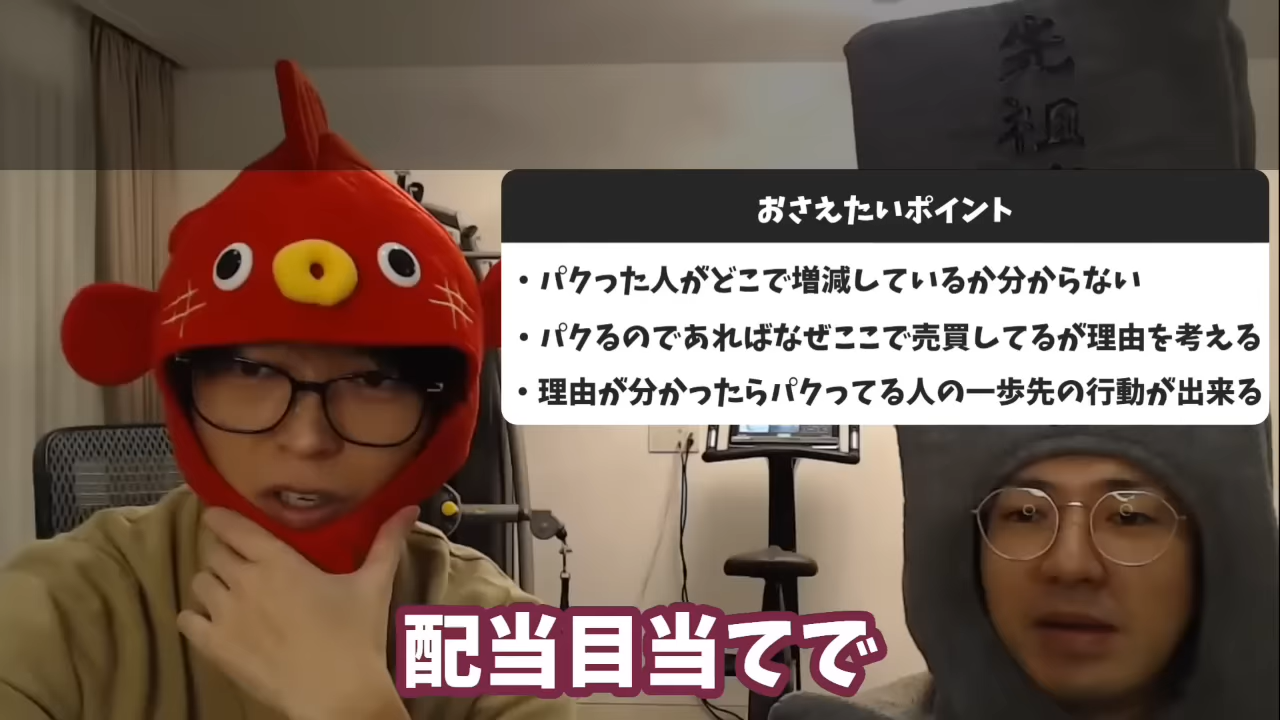 先
祖
おさえたいポイント
・パクった人がどこで増減しているか分からない
・パクるのであればなぜここで売買してるが理由を考える
・理由が分かったらパクってる人の一歩先の行動が出来る
配当目当てで